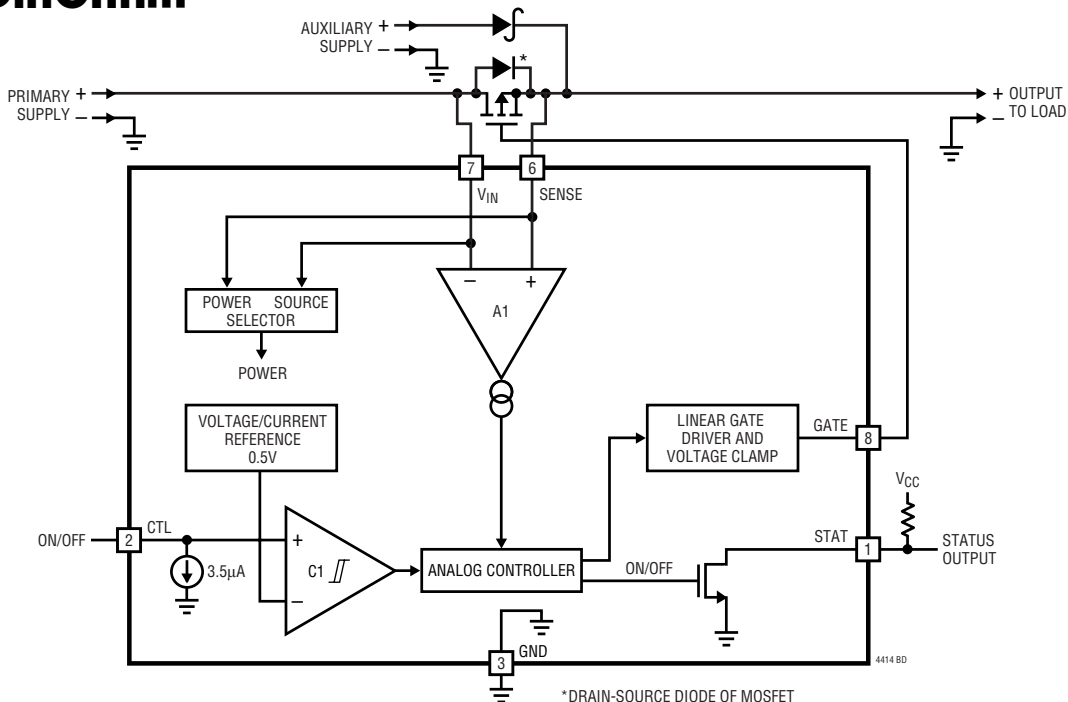 AUXILIARY +
SUPPLY –
*
PRIMARY +
SUPPLY –
+ OUTPUT
– TO LOAD
7
6
VIN
SENSE
– +
A1
POWER SOURCE
SELECTOR
POWER
VOLTAGE/CURRENT
REFERENCE
0.5V
LINEAR GATE
DRIVER AND
VOLTAGE CLAMP
GATE
8
VCC
ON/OFF
2
CTL
3.5µA
+
C1
–
ANALOG CONTROLLER
ON/OFF
STAT
1
STATUS
OUTPUT
3
GND
4414 BD
*DRAIN-SOURCE DIODE OF MOSFET